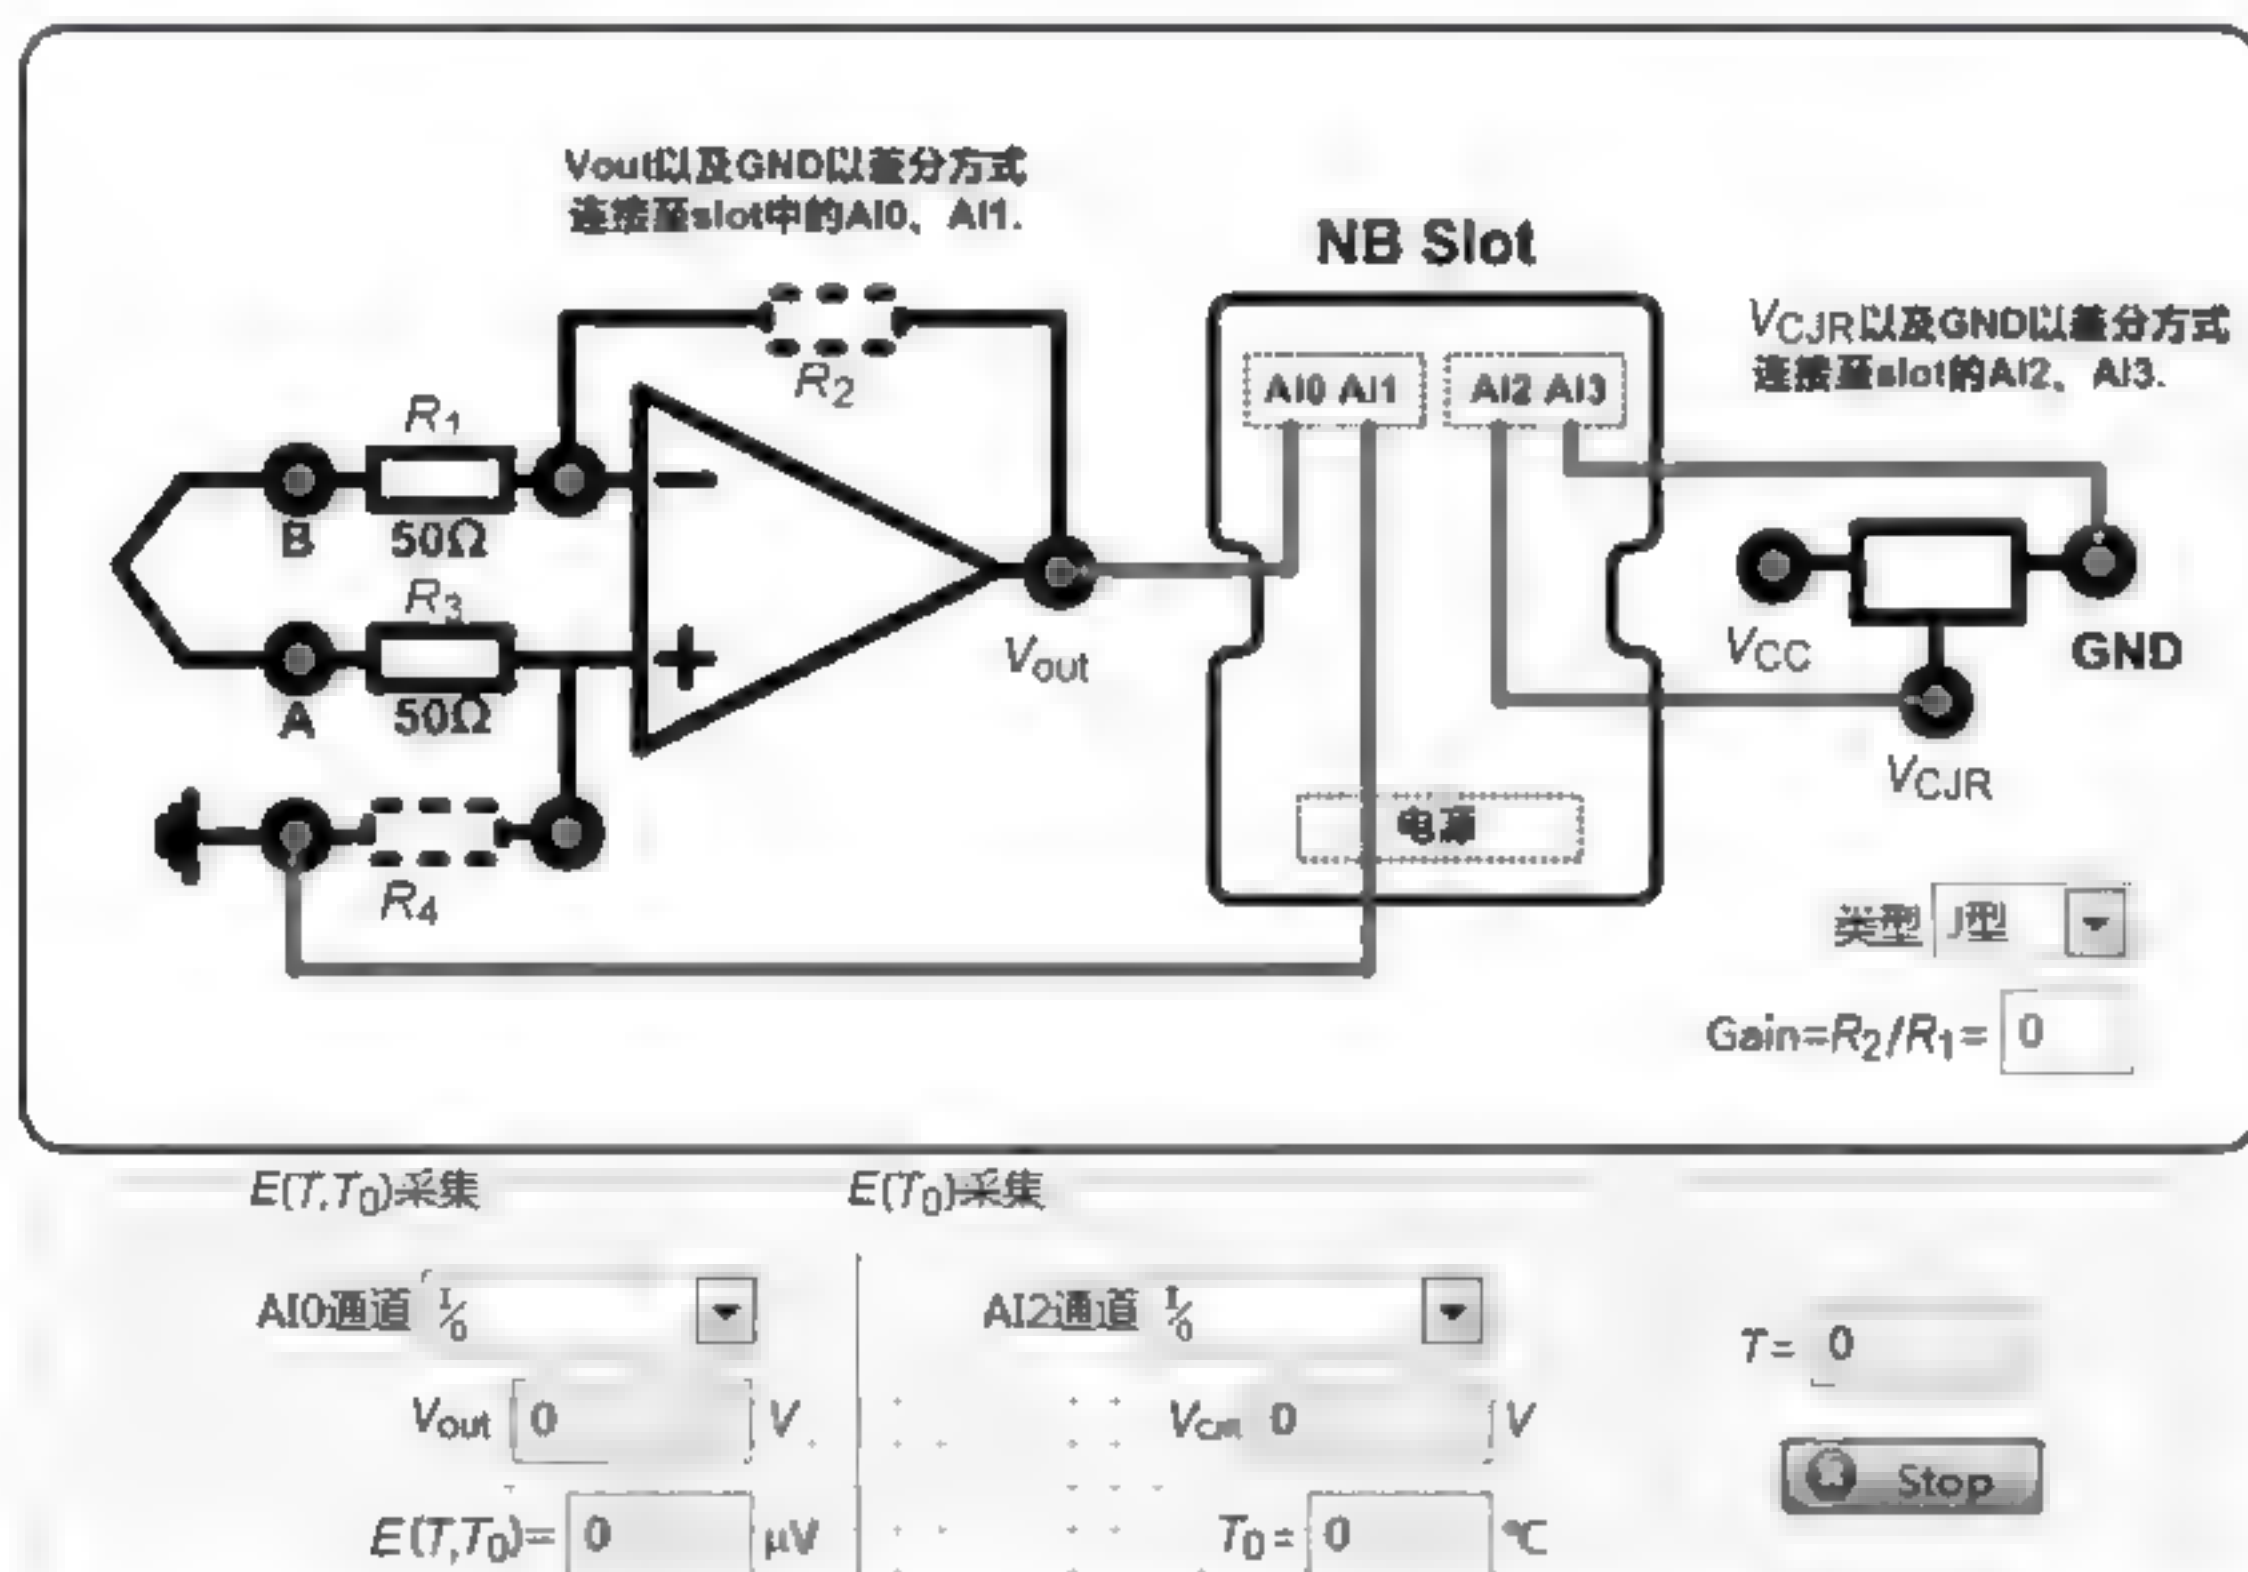 Vout以及GND以差分方式
连接至slot中的AI0、AI1.
NB Slot
VCJR以及GND以差分方式
连接至slot的AI2、AI3.
AI0 AI1
AI2 AI3
R2
R1
50Ω
B
R3
50Ω
A
R4
Vout
VCC
GND
VCJR
电源
类型 J型
Gain=R2/R1= 0
E(T,T0)采集
E(T0)采集
AI0通道
AI2通道
T= 0
Vout 0 V
VCJR 0 V
Stop
E(T,T0)= 0 μV
T0= 0 ℃